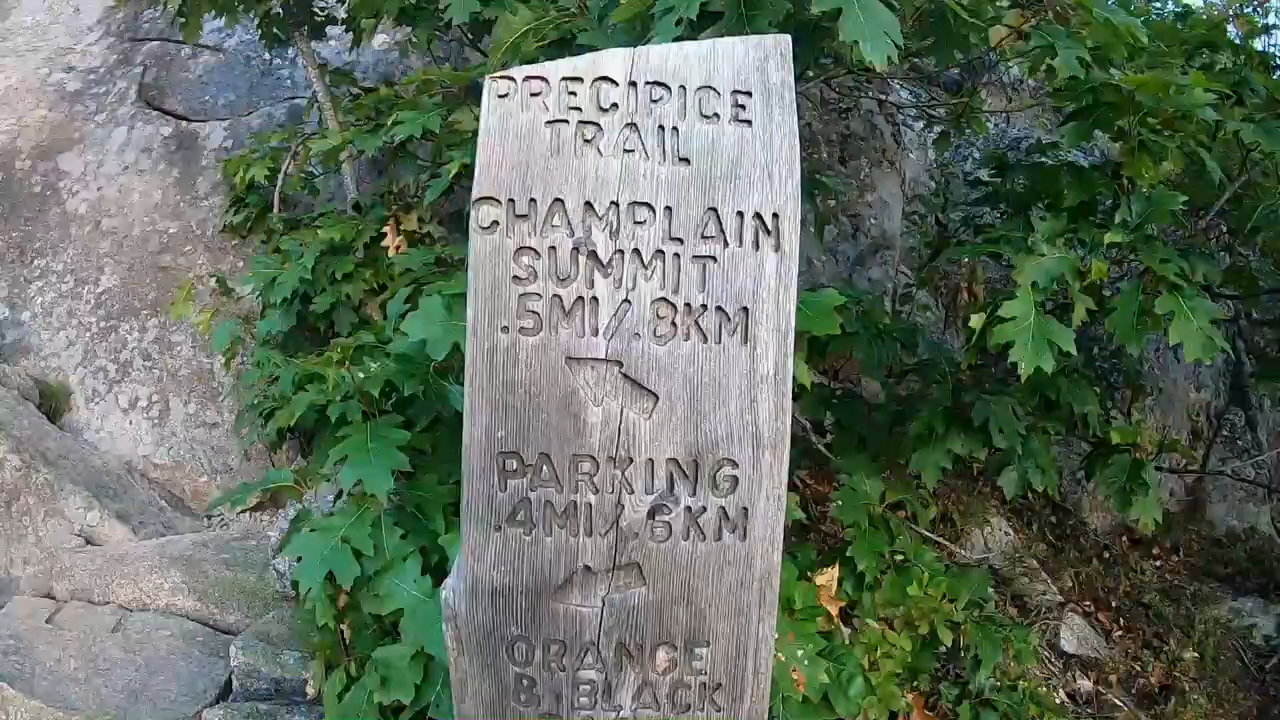 PRECIPICE
TRAIL
CHAMPLAIN
SUMMIT
.5MI/.8KM
PARKING
.4MI/.6KM
ORANGE
& BLACK